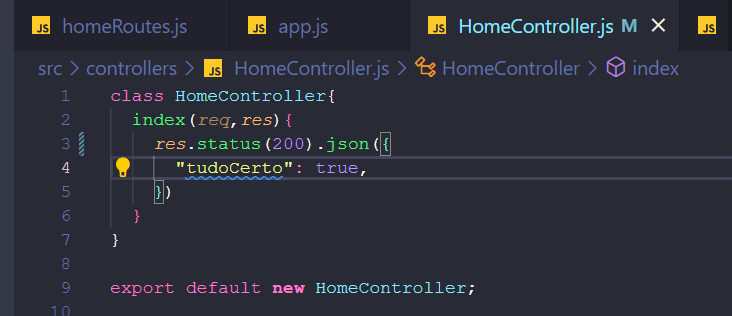 JS homeRoutes.js JS app.js JS HomeController.js M JS
src > controllers > JS HomeController.js > HomeController > index
1 class HomeController{
2 index(req,res){
3 res.status(200).json({
4 "tudoCerto": true,
5 })
6 }
7 }
8
9 export default new HomeController;
10